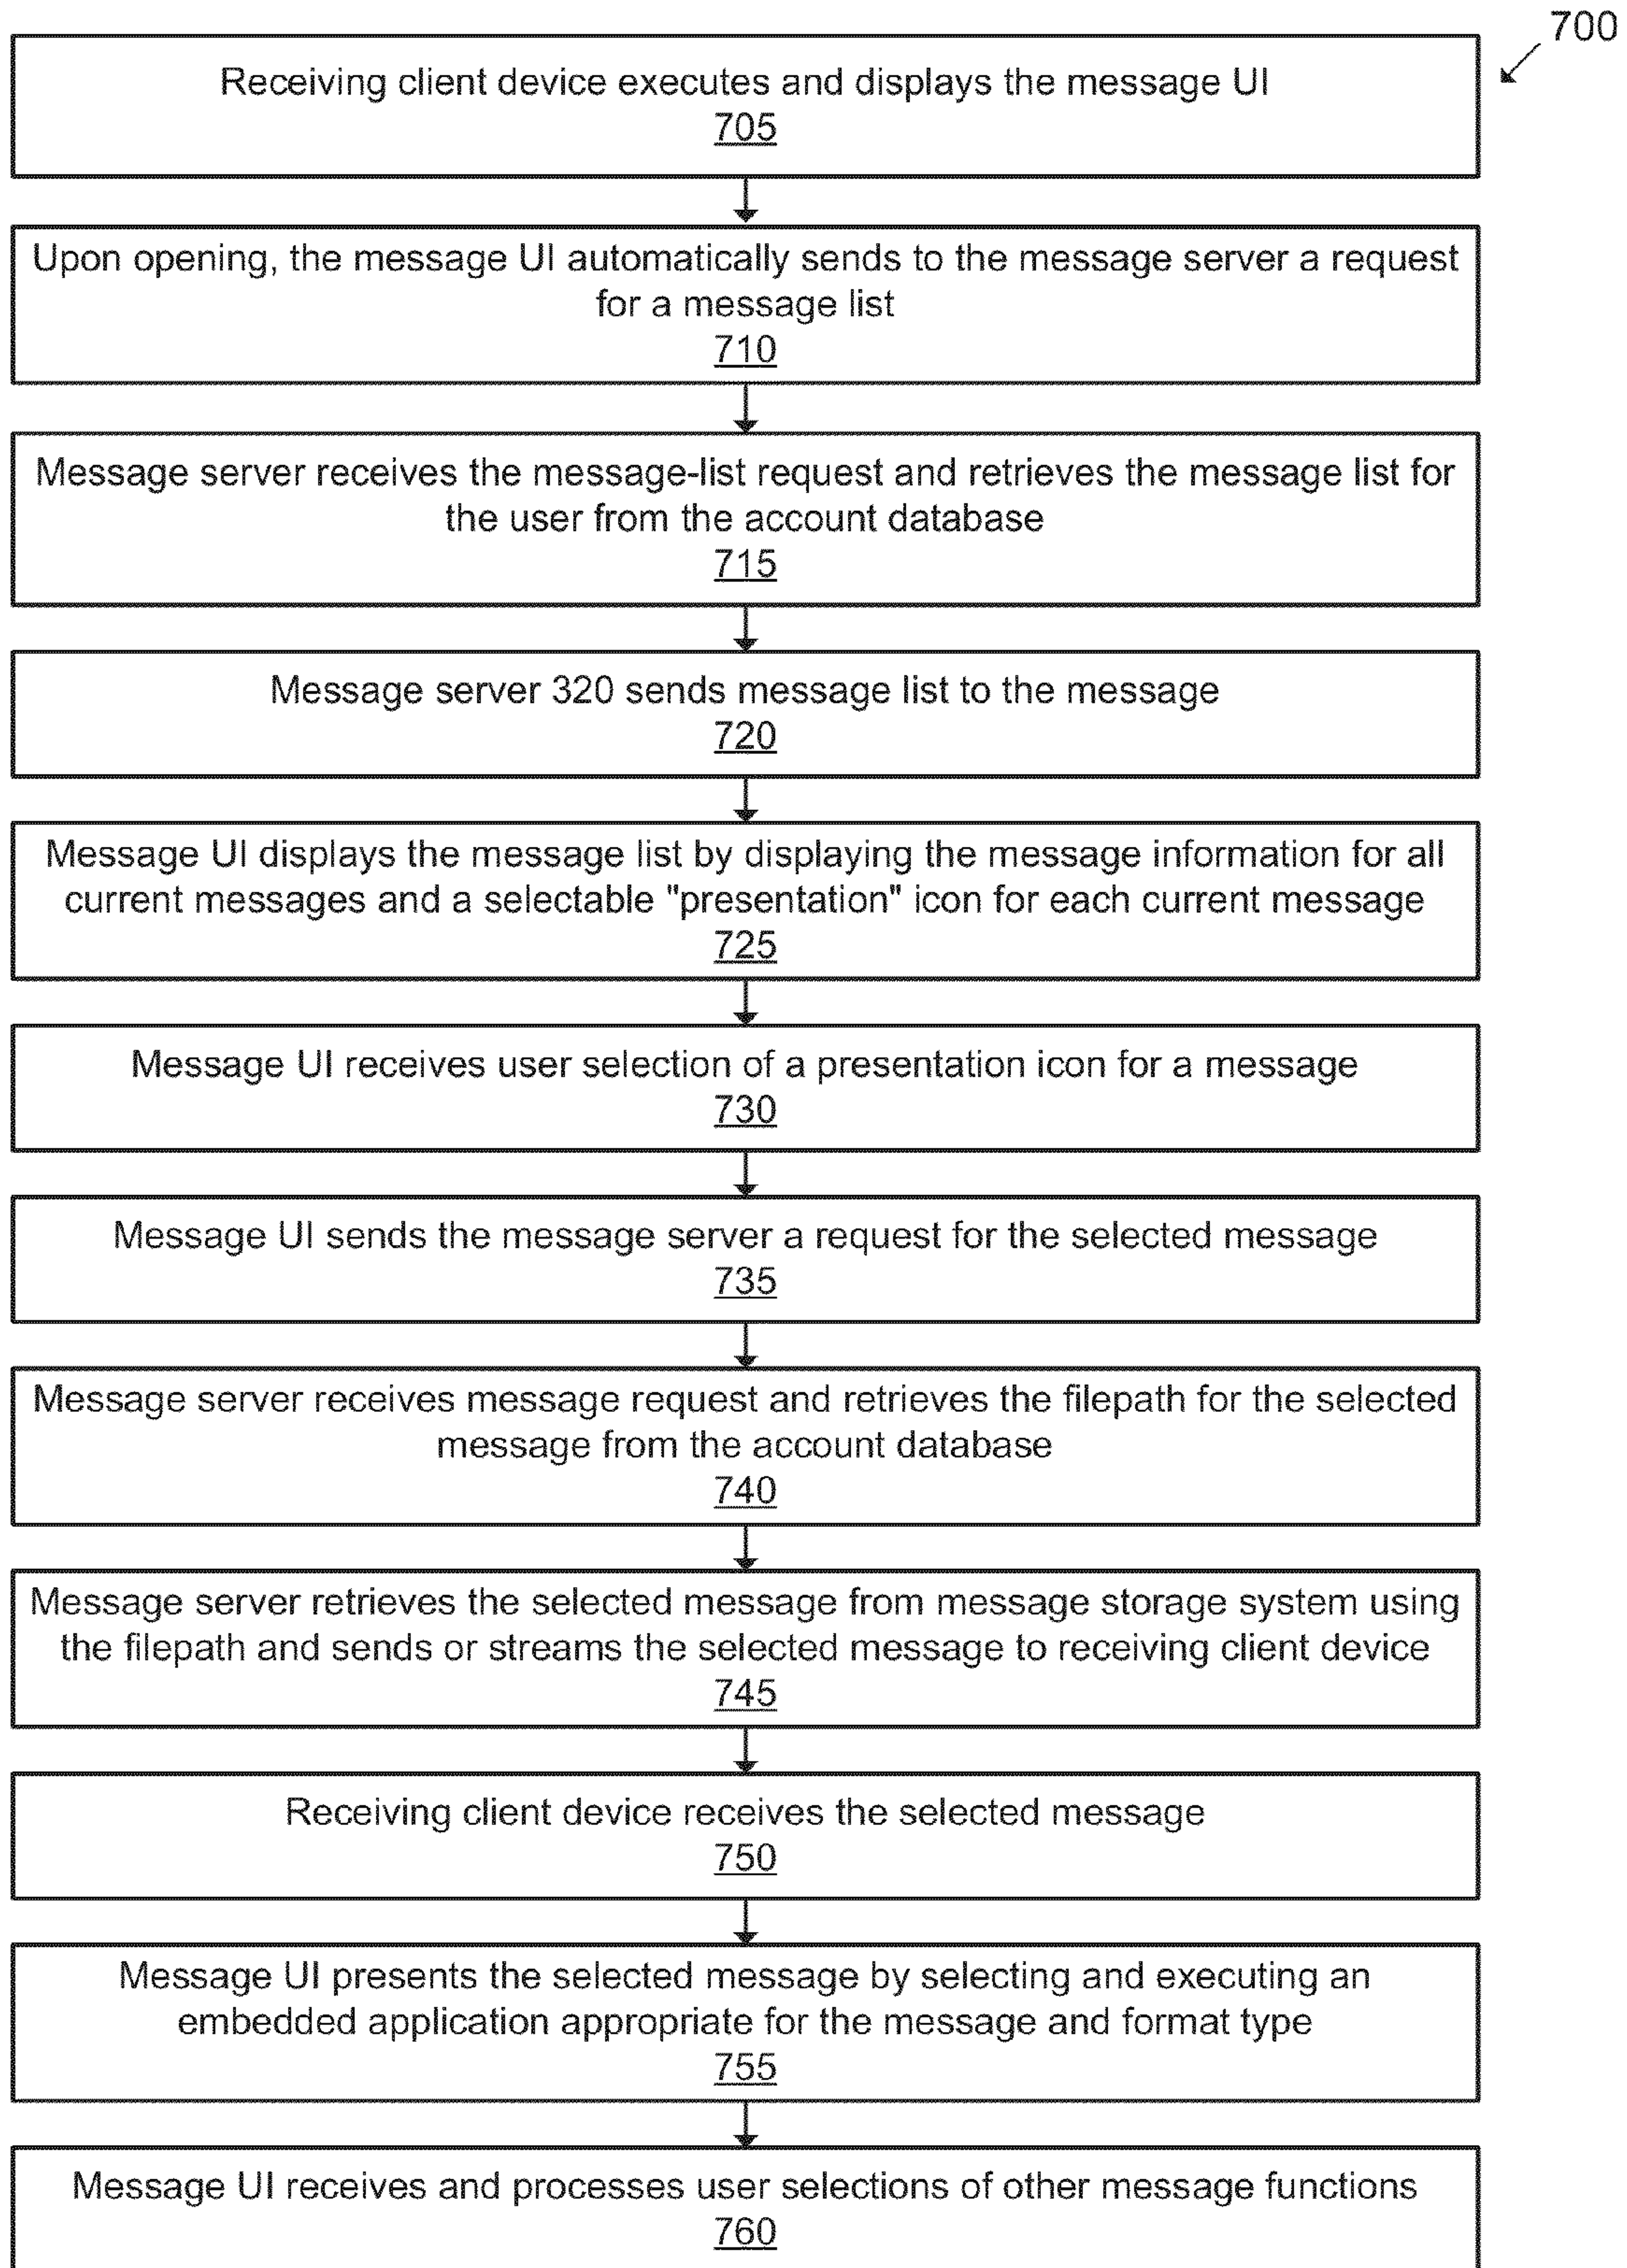 700
Receiving client device executes and displays the message UI
705
Upon opening, the message UI automatically sends to the message server a request
for a message list
710
Message server receives the message-list request and retrieves the message list for
the user from the account database
715
Message server 320 sends message list to the message
720
Message UI displays the message list by displaying the message information for all
current messages and a selectable "presentation" icon for each current message
725
Message UI receives user selection of a presentation icon for a message
730
Message UI sends the message server a request for the selected message
735
Message server receives message request and retrieves the filepath for the selected
message from the account database
740
Message server retrieves the selected message from message storage system using
the filepath and sends or streams the selected message to receiving client device
745
Receiving client device receives the selected message
750
Message UI presents the selected message by selecting and executing an
embedded application appropriate for the message and format type
755
Message UI receives and processes user selections of other message functions
760